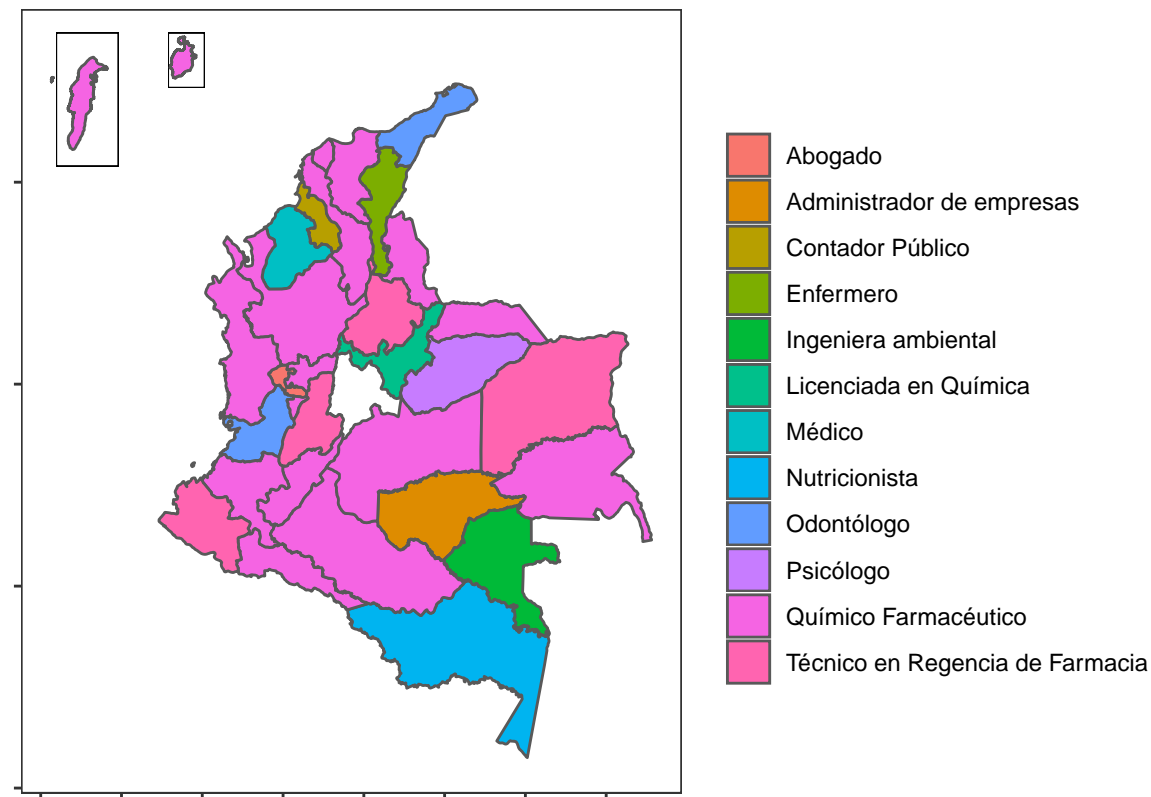 Abogado
Administrador de empresas
Contador Público
Enfermero
Ingeniera ambiental
Licenciada en Química
Médico
Nutricionista
Odontólogo
Psicólogo
Químico Farmacéutico
Técnico en Regencia de Farmacia